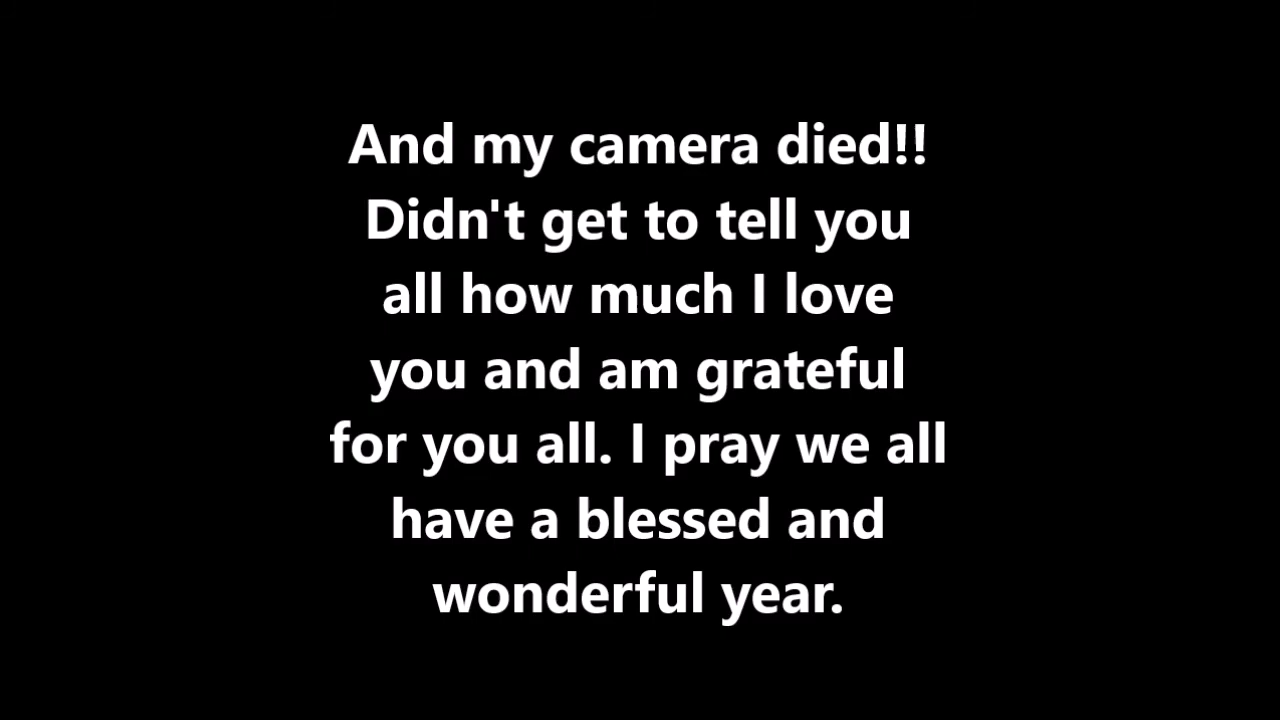 And my camera died!!
Didn't get to tell you
all how much I love
you and am grateful
for you all. I pray we all
have a blessed and
wonderful year.